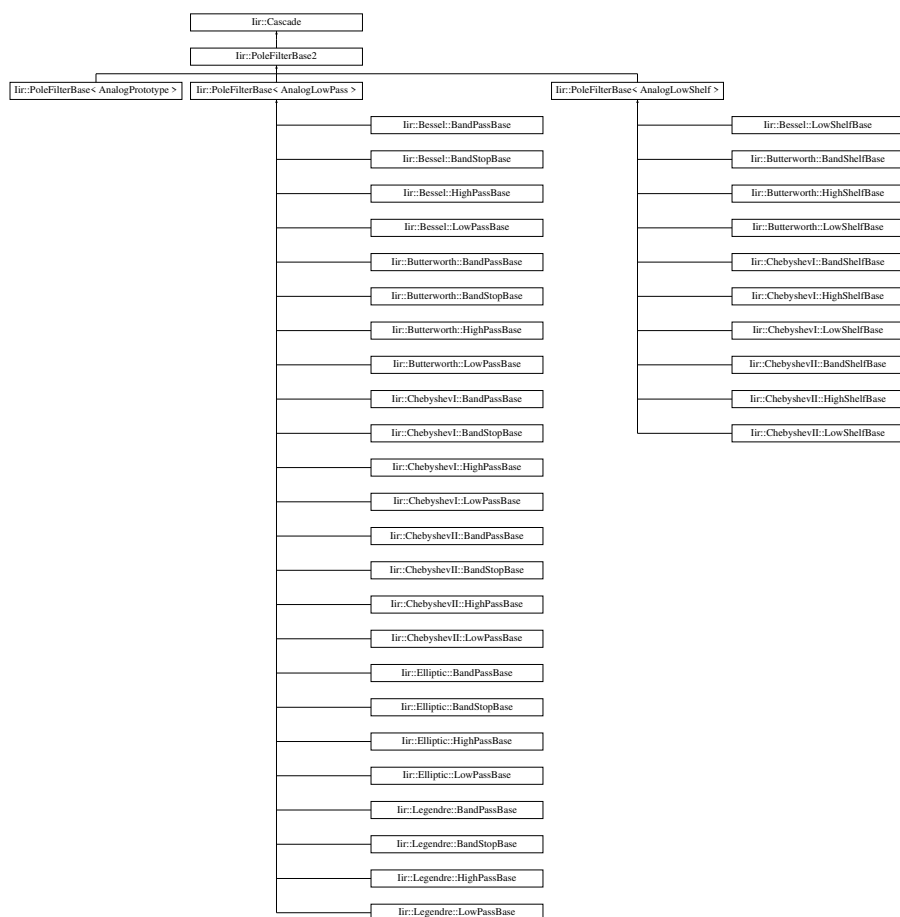 Iir::Cascade
Iir::PoleFilterBase2
Iir::PoleFilterBase< AnalogPrototype >
Iir::PoleFilterBase< AnalogLowPass >
Iir::PoleFilterBase< AnalogLowShelf >
Iir::Bessel::BandPassBase
Iir::Bessel::BandStopBase
Iir::Bessel::HighPassBase
Iir::Bessel::LowPassBase
Iir::Butterworth::BandPassBase
Iir::Butterworth::BandStopBase
Iir::Butterworth::HighPassBase
Iir::Butterworth::LowPassBase
Iir::ChebyshevI::BandPassBase
Iir::ChebyshevI::BandStopBase
Iir::ChebyshevI::HighPassBase
Iir::ChebyshevI::LowPassBase
Iir::ChebyshevII::BandPassBase
Iir::ChebyshevII::BandStopBase
Iir::ChebyshevII::HighPassBase
Iir::ChebyshevII::LowPassBase
Iir::Elliptic::BandPassBase
Iir::Elliptic::BandStopBase
Iir::Elliptic::HighPassBase
Iir::Elliptic::LowPassBase
Iir::Legendre::BandPassBase
Iir::Legendre::BandStopBase
Iir::Legendre::HighPassBase
Iir::Legendre::LowPassBase
Iir::Bessel::LowShelfBase
Iir::Butterworth::BandShelfBase
Iir::Butterworth::HighShelfBase
Iir::Butterworth::LowShelfBase
Iir::ChebyshevI::BandShelfBase
Iir::ChebyshevI::HighShelfBase
Iir::ChebyshevI::LowShelfBase
Iir::ChebyshevII::BandShelfBase
Iir::ChebyshevII::HighShelfBase
Iir::ChebyshevII::LowShelfBase